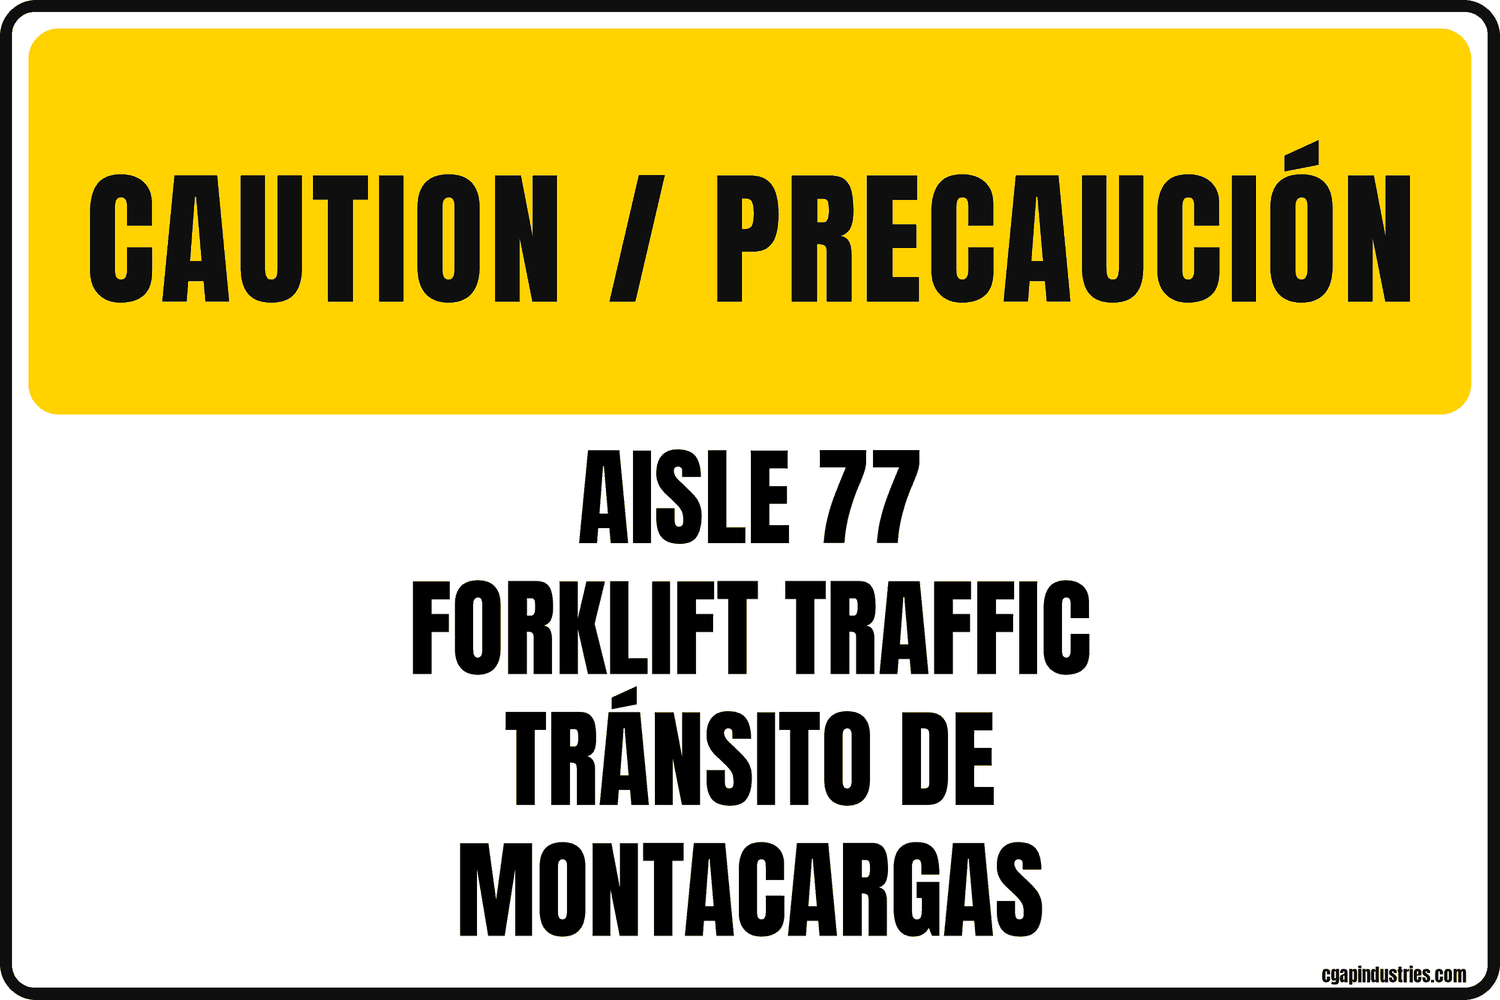 CAUTION / PRECAUCIÓN
AISLE 77
FORKLIFT TRAFFIC
TRÁNSITO DE
MONTACARGAS
cgapindustries.com